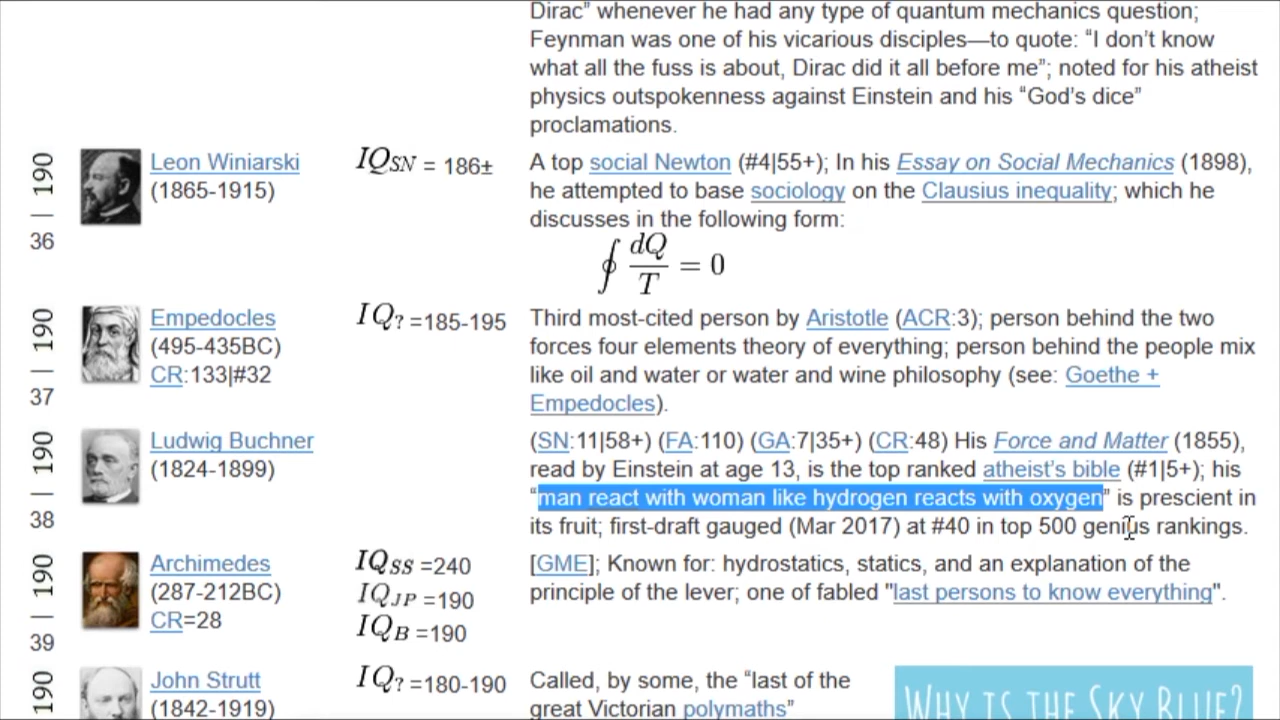 Dirac” whenever he had any type of quantum mechanics question;
Feynman was one of his vicarious disciples—to quote: “I don’t know
what all the fuss is about, Dirac did it all before me”; noted for his atheist
physics outspokenness against Einstein and his “God’s dice”
proclamations.
190 | 36
Leon Winiarski
(1865-1915)
IQSN = 186±
A top social Newton (#4|55+); In his Essay on Social Mechanics (1898),
he attempted to base sociology on the Clausius inequality; which he
discusses in the following form:
∮ dQ/T = 0
190 | 37
Empedocles
(495-435BC)
CR:133|#32
IQ? =185-195
Third most-cited person by Aristotle (ACR:3); person behind the two
forces four elements theory of everything; person behind the people mix
like oil and water or water and wine philosophy (see: Goethe +
Empedocles).
190 | 38
Ludwig Buchner
(1824-1899)
(SN:11|58+) (FA:110) (GA:7|35+) (CR:48) His Force and Matter (1855),
read by Einstein at age 13, is the top ranked atheist’s bible (#1|5+); his
“man react with woman like hydrogen reacts with oxygen” is prescient in
its fruit; first-draft gauged (Mar 2017) at #40 in top 500 genius rankings.
190 | 39
Archimedes
(287-212BC)
CR=28
IQSS =240
IQJP =190
IQB =190
[GME]; Known for: hydrostatics, statics, and an explanation of the
principle of the lever; one of fabled "last persons to know everything".
190
John Strutt
(1842-1919)
IQ? =180-190
Called, by some, the “last of the
great Victorian polymaths”
WHY IS THE SKY BLUE?